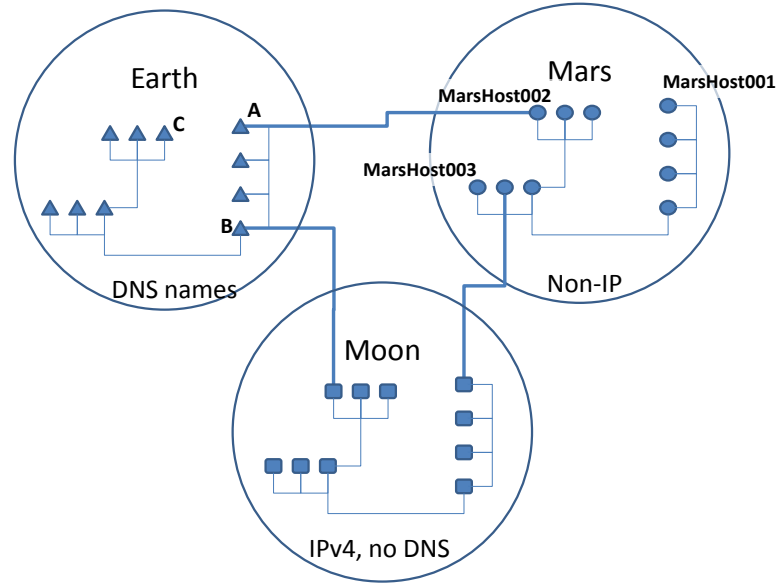 Earth
A
C
B
DNS names
Mars
MarsHost001
MarsHost002
MarsHost003
Non-IP
Moon
IPv4, no DNS